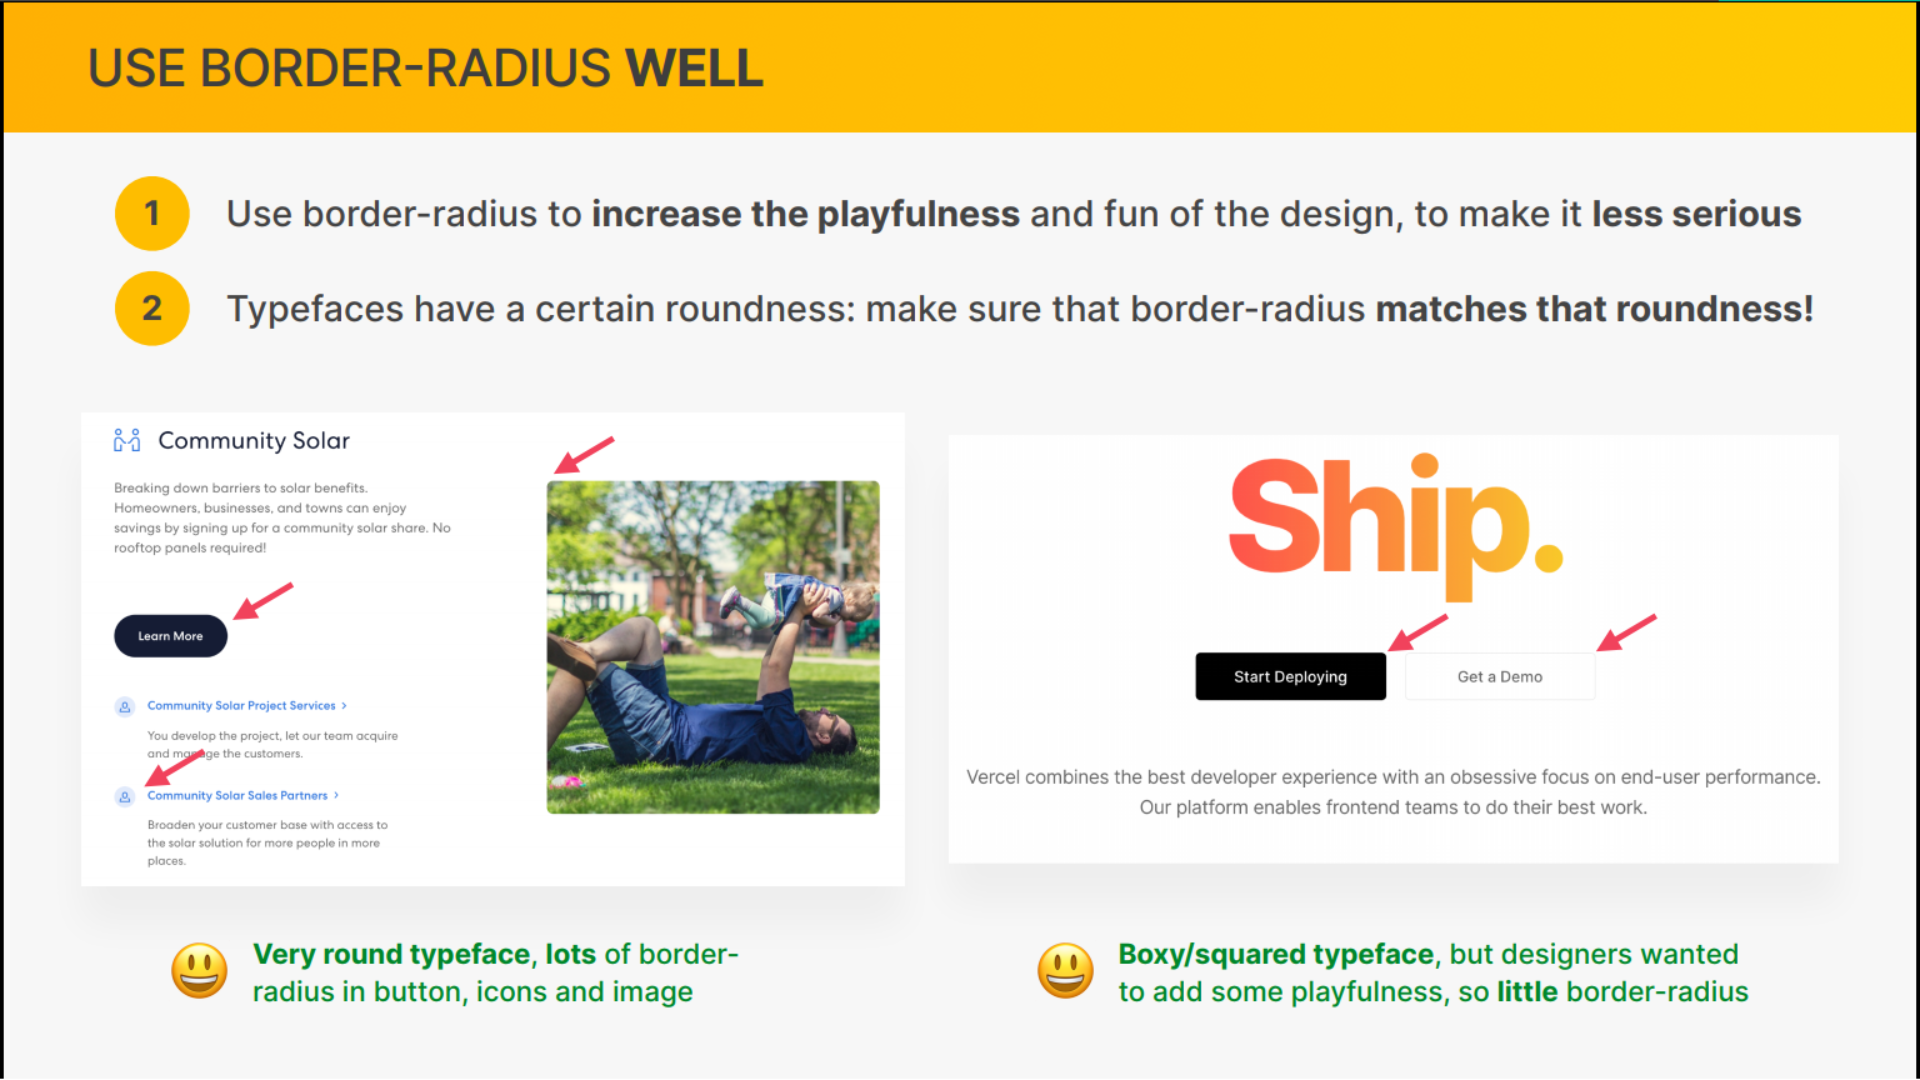 USE BORDER-RADIUS WELL
1
Use border-radius to increase the playfulness and fun of the design, to make it less serious
2
Typefaces have a certain roundness: make sure that border-radius matches that roundness!
Community Solar
Breaking down barriers to solar benefits.
Homeowners, businesses, and towns can enjoy
savings by signing up for a community solar share. No
rooftop panels required!
Learn More
Community Solar Project Services >
You develop the project, let our team acquire
and manage the customers.
Community Solar Sales Partners >
Broaden your customer base with access to
the solar solution for more people in more
places.
Very round typeface, lots of border-
radius in button, icons and image
Ship.
Start Deploying
Get a Demo
Vercel combines the best developer experience with an obsessive focus on end-user performance.
Our platform enables frontend teams to do their best work.
Boxy/squared typeface, but designers wanted
to add some playfulness, so little border-radius